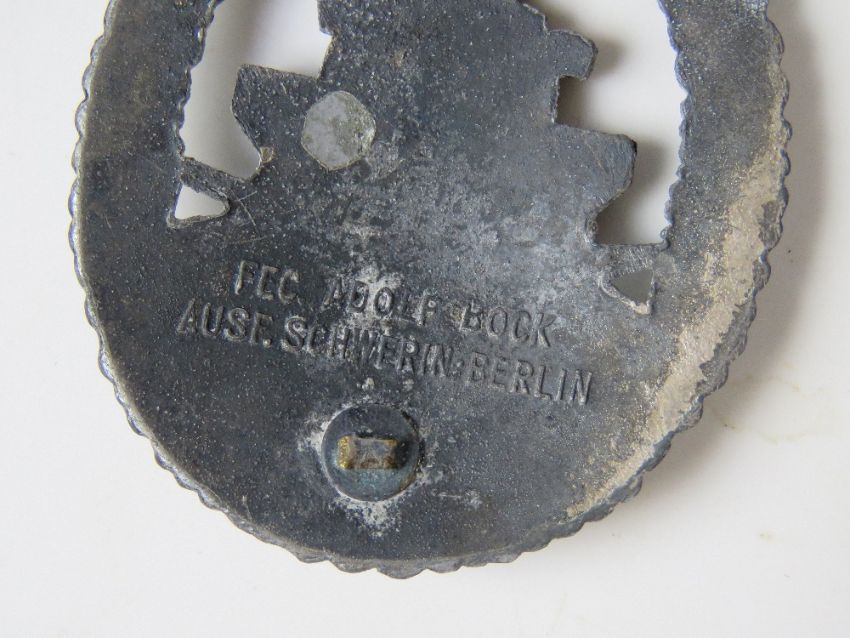 FEC. ADOLF BOCK
AUSF. SCHWERIN: BERLIN